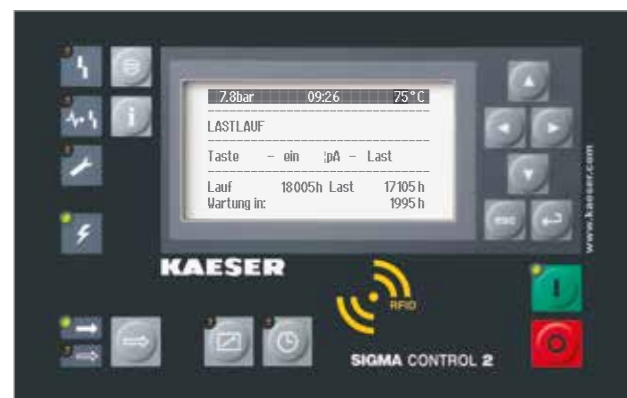 7.8bar 09:26 75°C
LASTLAUF
Taste - ein pA - Last
Lauf 18005h Last 17105h
Wartung in: 1995h
www.kaeser.com
esc
KAESER
RFID
SIGMA CONTROL 2